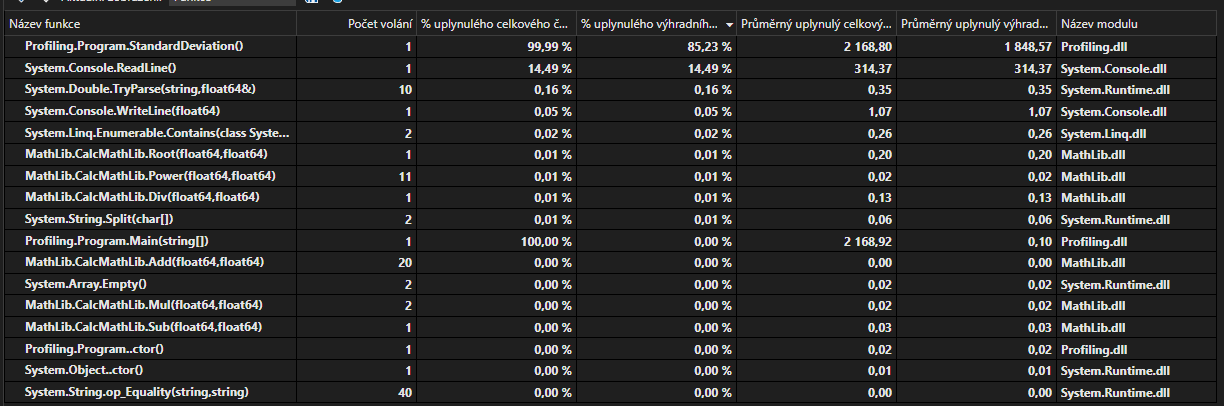 Funkce
Název funkce Počet volání % uplynulého celkového č... % uplynulého výhradního... Průměrný uplynulý celkový... Průměrný uplynulý výhrad... Název modulu
Profiling.Program.StandardDeviation() 1 99,99 % 85,23 % 2 168,80 1 848,57 Profiling.dll
System.Console.ReadLine() 1 14,49 % 14,49 % 314,37 314,37 System.Console.dll
System.Double.TryParse(string,float64&) 10 0,16 % 0,16 % 0,35 0,35 System.Runtime.dll
System.Console.WriteLine(float64) 1 0,05 % 0,05 % 1,07 1,07 System.Console.dll
System.Linq.Enumerable.Contains(class Syste... 2 0,02 % 0,02 % 0,26 0,26 System.Linq.dll
MathLib.CalcMathLib.Root(float64,float64) 1 0,01 % 0,01 % 0,20 0,20 MathLib.dll
MathLib.CalcMathLib.Power(float64,float64) 11 0,01 % 0,01 % 0,02 0,02 MathLib.dll
MathLib.CalcMathLib.Div(float64,float64) 1 0,01 % 0,01 % 0,13 0,13 MathLib.dll
System.String.Split(char[]) 2 0,01 % 0,01 % 0,06 0,06 System.Runtime.dll
Profiling.Program.Main(string[]) 1 100,00 % 0,00 % 2 168,92 0,10 Profiling.dll
MathLib.CalcMathLib.Add(float64,float64) 20 0,00 % 0,00 % 0,00 0,00 MathLib.dll
System.Array.Empty() 2 0,00 % 0,00 % 0,02 0,02 System.Runtime.dll
MathLib.CalcMathLib.Mul(float64,float64) 2 0,00 % 0,00 % 0,02 0,02 MathLib.dll
MathLib.CalcMathLib.Sub(float64,float64) 1 0,00 % 0,00 % 0,03 0,03 MathLib.dll
Profiling.Program..ctor() 1 0,00 % 0,00 % 0,02 0,02 Profiling.dll
System.Object..ctor() 1 0,00 % 0,00 % 0,01 0,01 System.Runtime.dll
System.String.op_Equality(string,string) 40 0,00 % 0,00 % 0,00 0,00 System.Runtime.dll